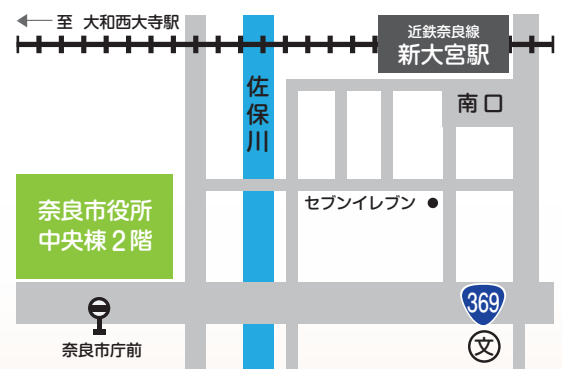 至 大和西大寺駅
近鉄奈良線
新大宮駅
佐保川
南口
奈良市役所
中央棟2階
セブンイレブン
369
文
奈良市庁前